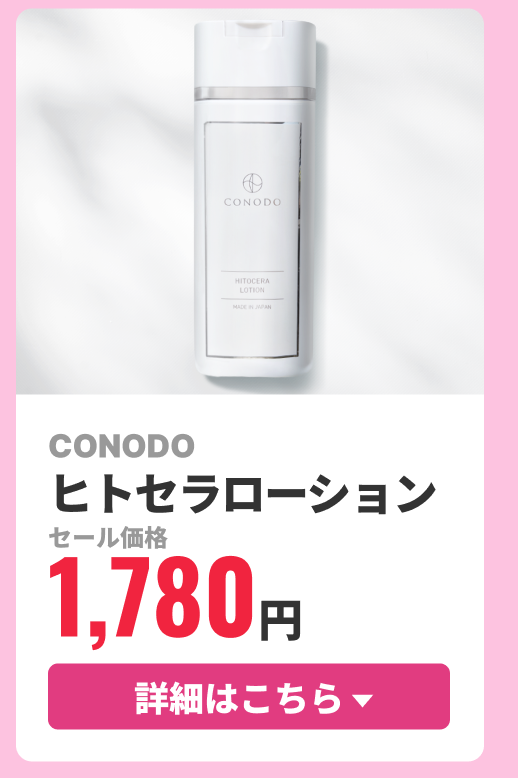 CONODO
HITOCERA
LOTION
MADE IN JAPAN
CONODO
ヒトセラローション
セール価格
1,780円
詳細はこちら